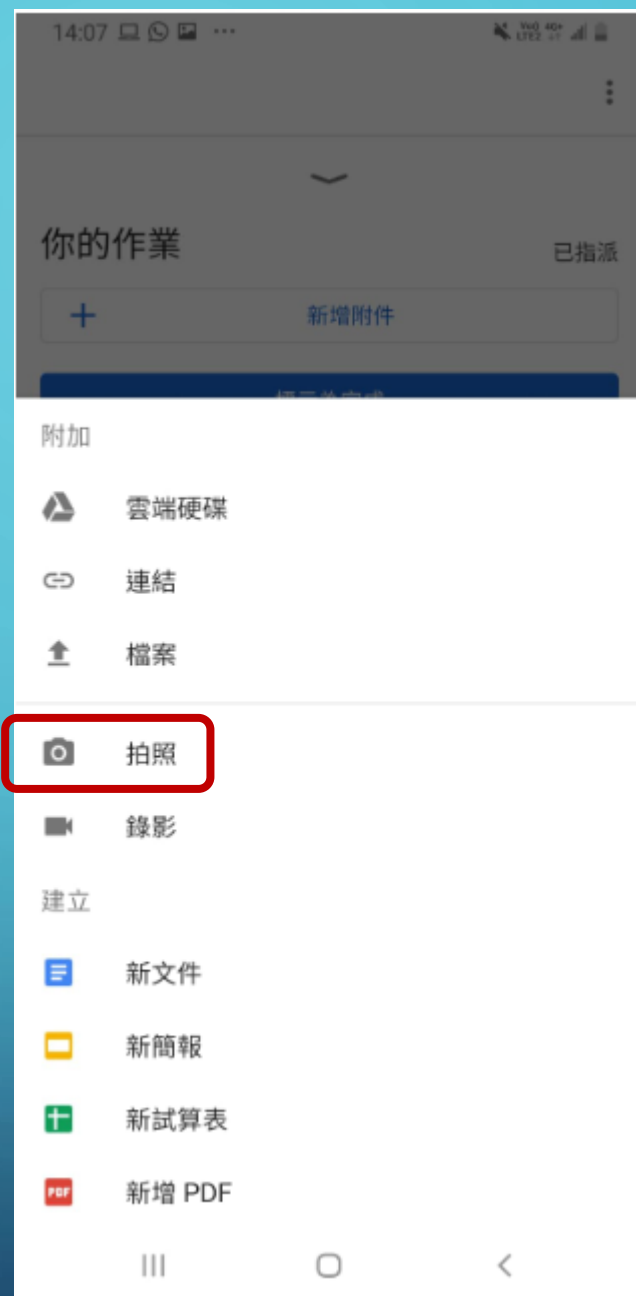 14:07
你的作業
已指派
新增附件
附加
雲端硬碟
連結
檔案
拍照
錄影
建立
新文件
新簡報
新試算表
PDF 新增 PDF